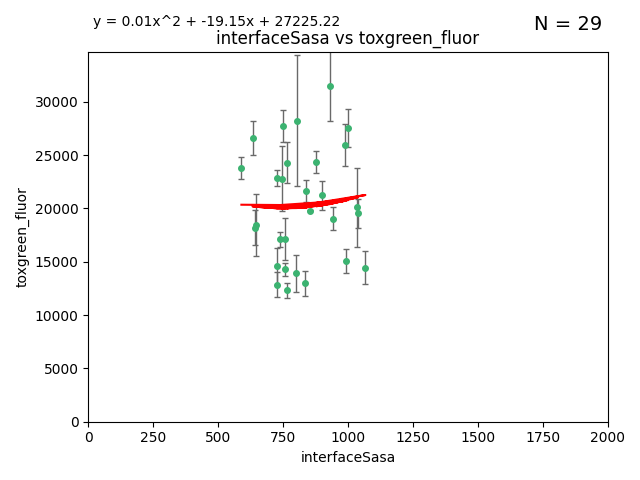 y = 0.01x^2 + -19.15x + 27225.22
N = 29
interfaceSasa vs toxgreen_fluor
30000
25000
20000
15000
10000
5000
0
toxgreen_fluor
0 250 500 750 1000 1250 1500 1750 2000
interfaceSasa